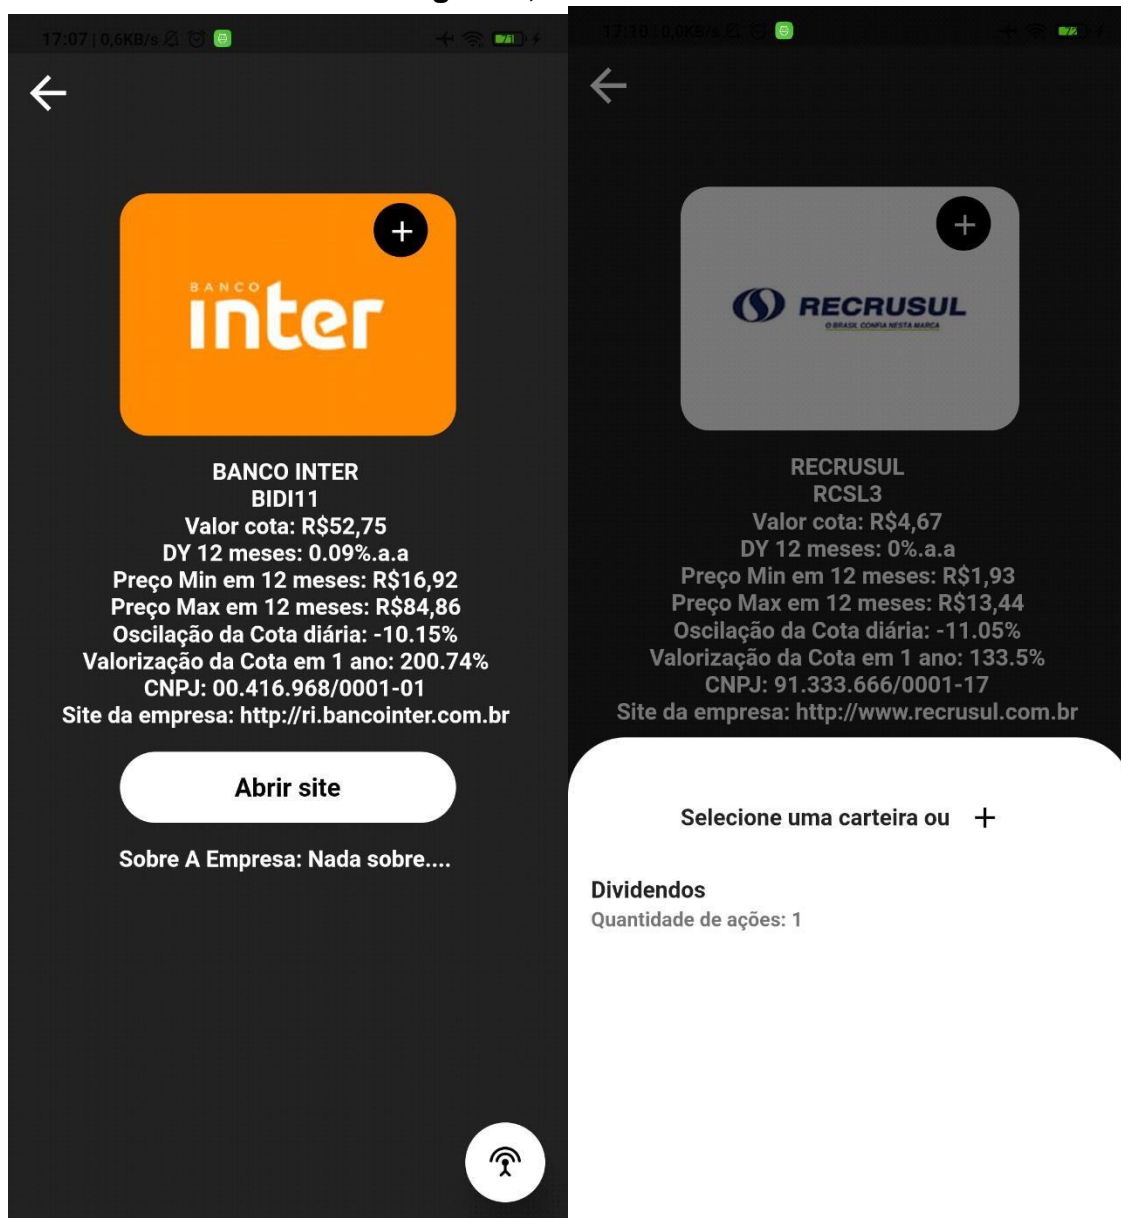 17:07 | 0,6KB/s
71
BANCO
inter
BANCO INTER
BIDI11
Valor cota: R$52,75
DY 12 meses: 0.09%.a.a
Preço Min em 12 meses: R$16,92
Preço Max em 12 meses: R$84,86
Oscilação da Cota diária: -10.15%
Valorização da Cota em 1 ano: 200.74%
CNPJ: 00.416.968/0001-01
Site da empresa: http://ri.bancointer.com.br
Abrir site
Sobre A Empresa: Nada sobre....
17:10 | 0,0KB/s
72
RECRUSUL
O BRASIL CONFIA NESTA MARCA
RECRUSUL
RCSL3
Valor cota: R$4,67
DY 12 meses: 0%.a.a
Preço Min em 12 meses: R$1,93
Preço Max em 12 meses: R$13,44
Oscilação da Cota diária: -11.05%
Valorização da Cota em 1 ano: 133.5%
CNPJ: 91.333.666/0001-17
Site da empresa: http://www.recrusul.com.br
Selecione uma carteira ou +
Dividendos
Quantidade de ações: 1